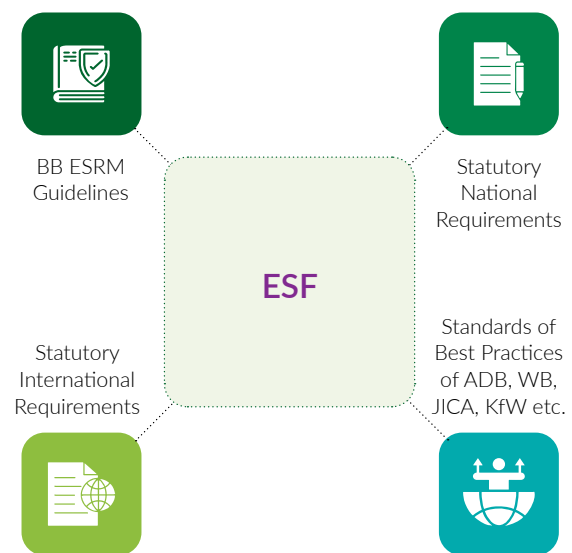 BB ESRM
Guidelines
Statutory
National
Requirements
ESF
Statutory
International
Requirements
Standards of
Best Practices
of ADB, WB,
JICA, KfW etc.